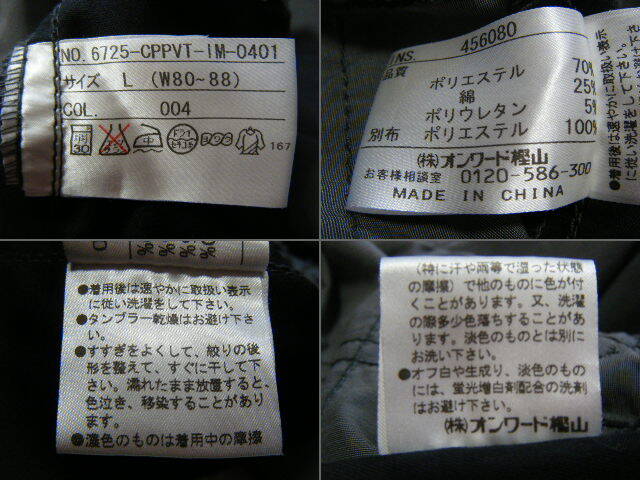 NO. 6725-CPPVT-IM-0401
サイズ L (W80~88)
COL. 004
167
INS. 456080
品質
ポリエステル 70%
綿 25%
ポリウレタン 5%
別布 ポリエステル 100%
(株)オンワード樫山
お客様相談室 0120-586-300
MADE IN CHINA
●着用後は速やかに取扱い表示
に従い洗濯をして下さい。
●タンブラー乾燥はお避け下さ
い。
●すすぎをよくして、絞りの後
形を整えて、すぐに干して下
さい。濡れたまま放置すると、
色泣き、移染することがあり
ます。
●濃色のものは着用中の摩擦
(特に汗や雨等で湿った状態
の摩擦)で他のものに色が付
くことがあります。又、洗濯
の際多少色落ちすることがあ
ります。淡色のものとは別に
お洗い下さい。
●オフ白や生成り、淡色のもの
には、蛍光増白剤配合の洗剤
はお避け下さい。
(株)オンワード樫山